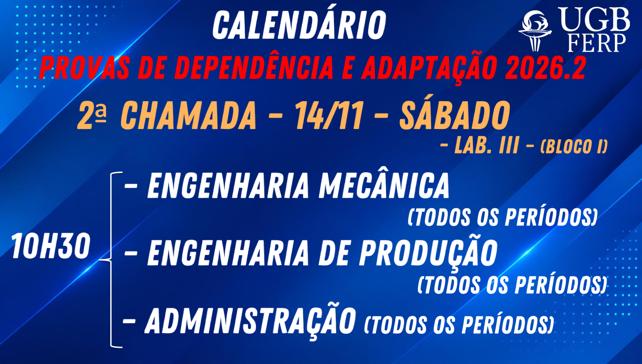 CALENDÁRIO
UGB
FERP
PROVAS DE DEPENDÊNCIA E ADAPTAÇÃO 2026.2
2ª CHAMADA - 14/11 - SÁBADO
- LAB. III - (BLOCO I)
- ENGENHARIA MECÂNICA
(TODOS OS PERÍODOS)
10H30
- ENGENHARIA DE PRODUÇÃO
(TODOS OS PERÍODOS)
- ADMINISTRAÇÃO (TODOS OS PERÍODOS)